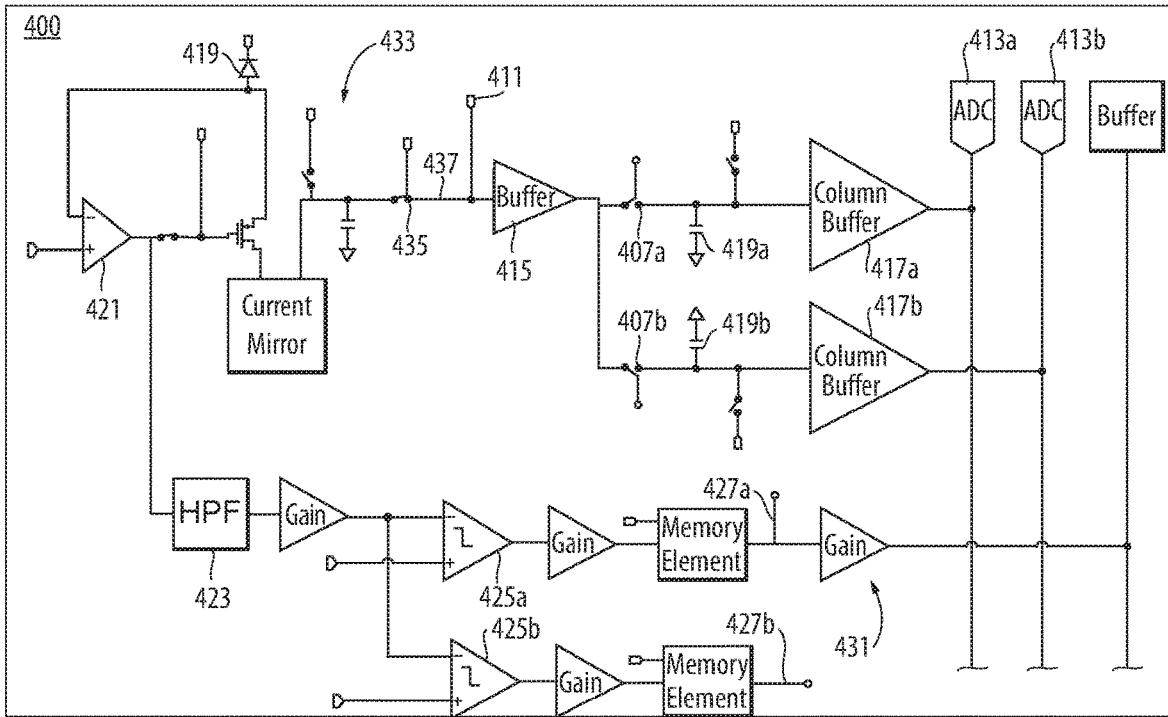 400
419
433
411
413a
413b
ADC
ADC
Buffer
437
Buffer
Column
Buffer
421
435
415
407a
419a
417a
Current
Mirror
407b
419b
417b
Column
Buffer
427a
HPF
Gain
Gain
Memory
Element
Gain
423
425a
425b
427b
431
Gain
Memory
Element